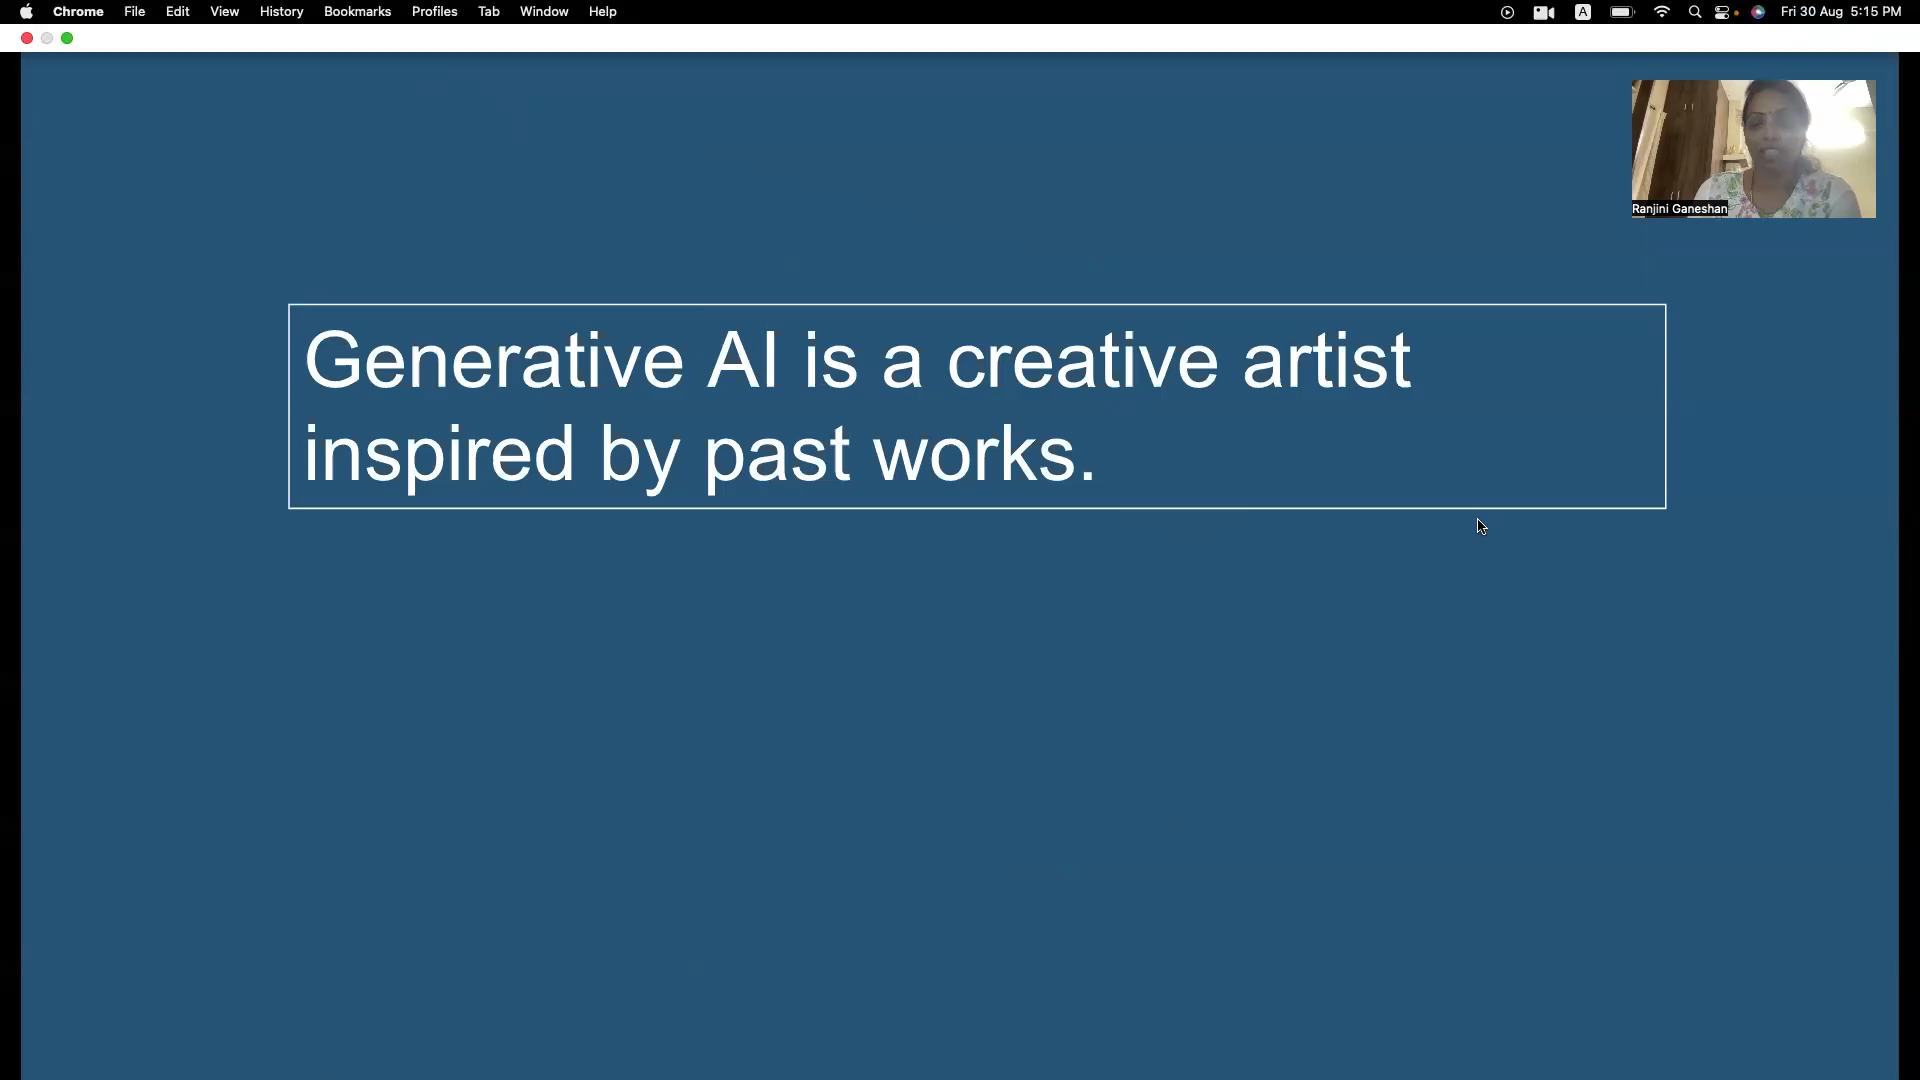 Chrome File Edit View History Bookmarks Profiles Tab Window Help
A
Fri 30 Aug 5:15 PM
Ranjini Ganeshan
Generative AI is a creative artist
inspired by past works.